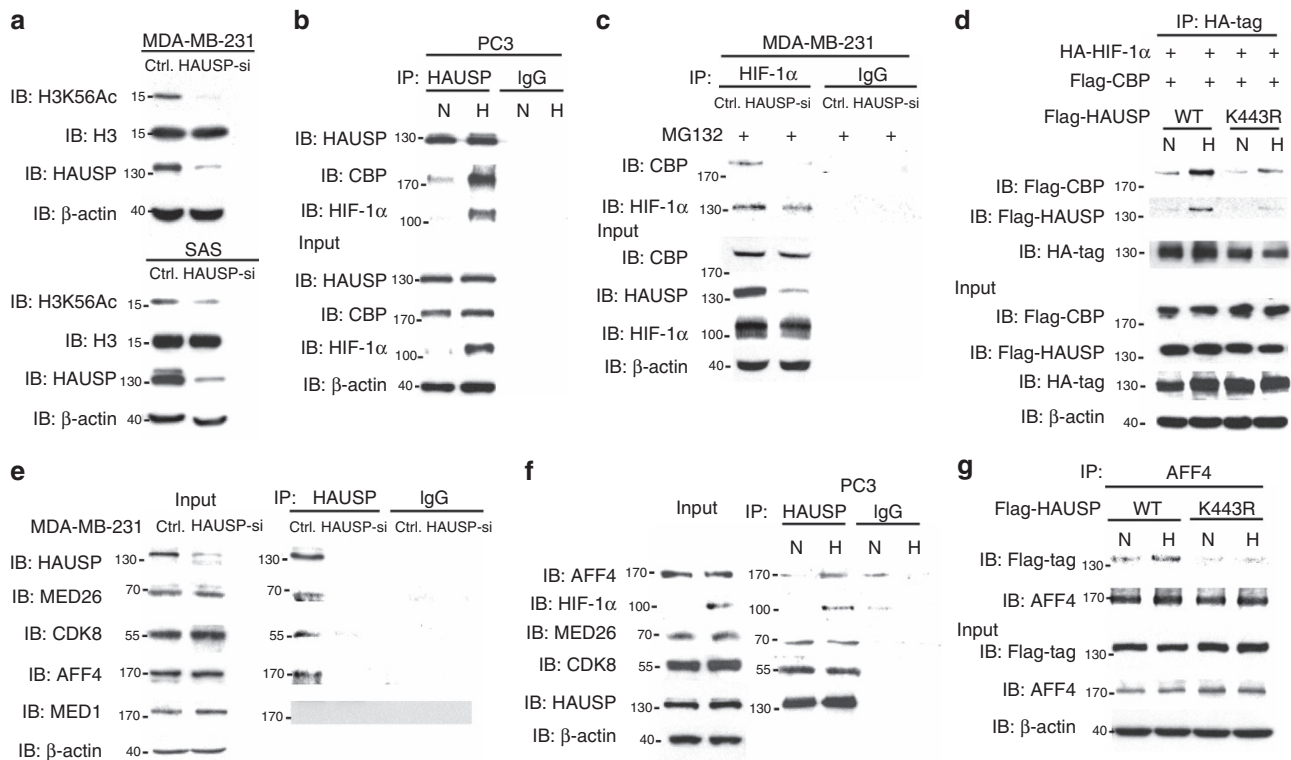 a
MDA-MB-231
Ctrl. HAUSP-si
IB: H3K56Ac 15
IB: H3 15
IB: HAUSP 130
IB: β-actin 40
SAS
Ctrl. HAUSP-si
IB: H3K56Ac 15
IB: H3 15
IB: HAUSP 130
IB: β-actin 40
b
PC3
IP: HAUSP IgG
N H N H
IB: HAUSP 130
IB: CBP 170
IB: HIF-1α 100
Input
IB: HAUSP 130
IB: CBP 170
IB: HIF-1α 100
IB: β-actin 40
c
MDA-MB-231
IP: HIF-1α IgG
Ctrl. HAUSP-si Ctrl. HAUSP-si
MG132 + + + +
IB: CBP 170
IB: HIF-1α 130
Input
IB: CBP 170
IB: HAUSP 130
IB: HIF-1α 100
IB: β-actin 40
d
IP: HA-tag
HA-HIF-1α + + + +
Flag-CBP + + + +
Flag-HAUSP WT K443R
N H N H
IB: Flag-CBP 170
IB: Flag-HAUSP 130
IB: HA-tag 130
Input
IB: Flag-CBP 170
IB: Flag-HAUSP 130
IB: HA-tag 130
IB: β-actin 40
e
Input IP: HAUSP IgG
MDA-MB-231 Ctrl. HAUSP-si Ctrl. HAUSP-si Ctrl. HAUSP-si
IB: HAUSP 130 130
IB: MED26 70 70
IB: CDK8 55 55
IB: AFF4 170 170
IB: MED1 170 170
IB: β-actin 40
f
PC3
Input IP: HAUSP IgG
N H N H
IB: AFF4 170 170
IB: HIF-1α 100 100
IB: MED26 70 70
IB: CDK8 55 55
IB: HAUSP 130 130
IB: β-actin 40
g
IP: AFF4
Flag-HAUSP WT K443R
N H N H
IB: Flag-tag 130
IB: AFF4 170
Input
IB: Flag-tag 130
IB: AFF4 170
IB: β-actin 40